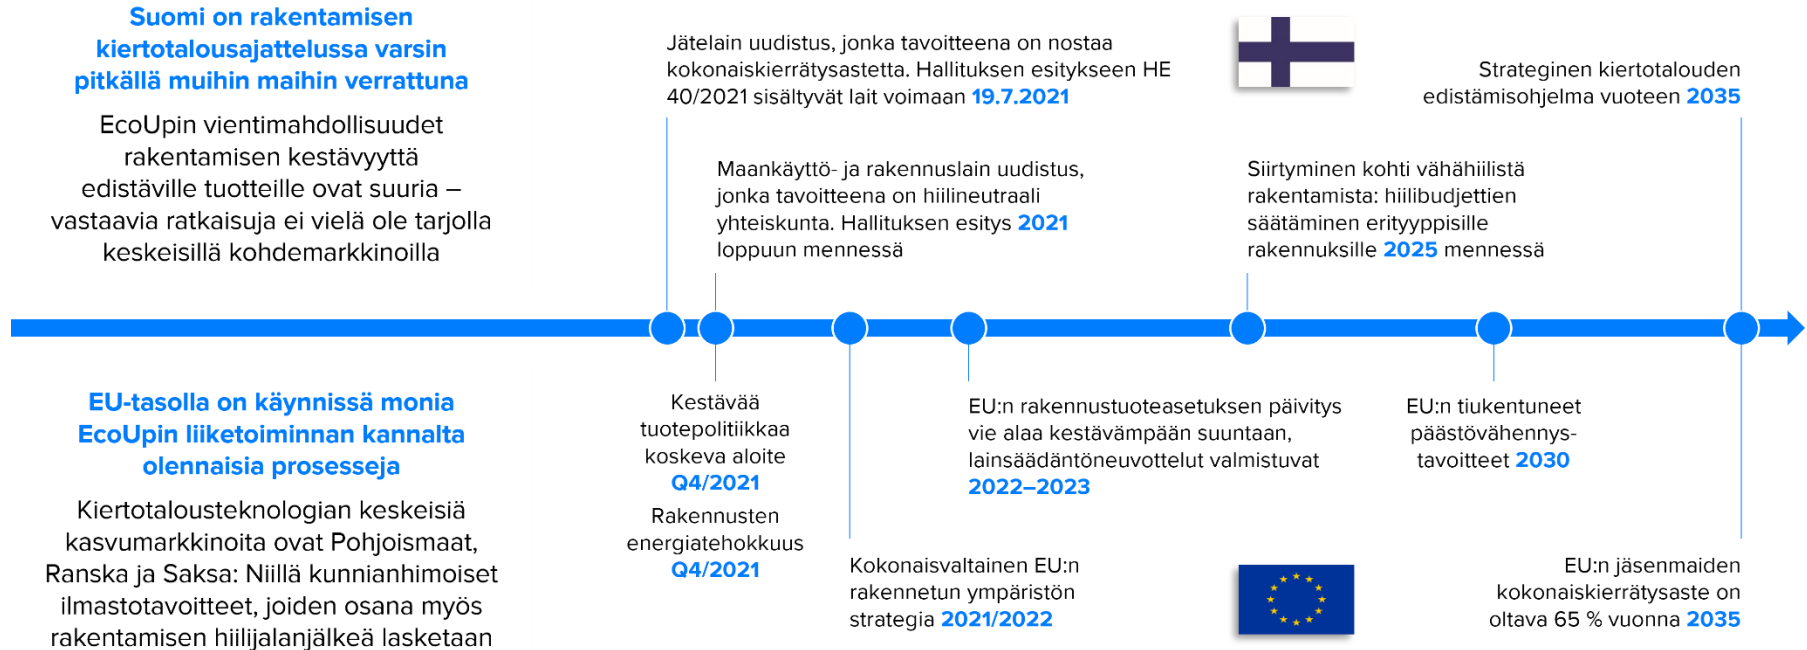 Suomi on rakentamisen
kiertotalousajattelussa varsin
pitkällä muihin maihin verrattuna
EcoUpin vientimahdollisuudet
rakentamisen kestävyyttä
edistäville tuotteille ovat suuria –
vastaavia ratkaisuja ei vielä ole tarjolla
keskeisillä kohdemarkkinoilla
Jätelain uudistus, jonka tavoitteena on nostaa
kokonaiskierrätysastetta. Hallituksen esitykseen HE
40/2021 sisältyvät lait voimaan 19.7.2021
Maankäyttö- ja rakennuslain uudistus,
jonka tavoitteena on hiilineutraali
yhteiskunta. Hallituksen esitys 2021
loppuun mennessä
Siirtyminen kohti vähähiilistä
rakentamista: hiilibudjettien
säätäminen erityyppisille
rakennuksille 2025 mennessä
Strateginen kiertotalouden
edistämisohjelma vuoteen 2035
EU-tasolla on käynnissä monia
EcoUpin liiketoiminnan kannalta
olennaisia prosesseja
Kiertotalousteknologian keskeisiä
kasvumarkkinoita ovat Pohjoismaat,
Ranska ja Saksa: Niillä kunnianhimoiset
ilmastotavoitteet, joiden osana myös
rakentamisen hiilijalanjälkeä lasketaan
Kestävää
tuotepolitiikkaa
koskeva aloite
Q4/2021
Rakennusten
energiatehokkuus
Q4/2021
Kokonaisvaltainen EU:n
rakennetun ympäristön
strategia 2021/2022
EU:n rakennustuoteasetuksen päivitys
vie alaa kestävämpään suuntaan,
lainsäädäntöneuvottelut valmistuvat
2022–2023
EU:n tiukentuneet
päästövähennys-
tavoitteet 2030
EU:n jäsenmaiden
kokonaiskierrätysaste on
oltava 65 % vuonna 2035